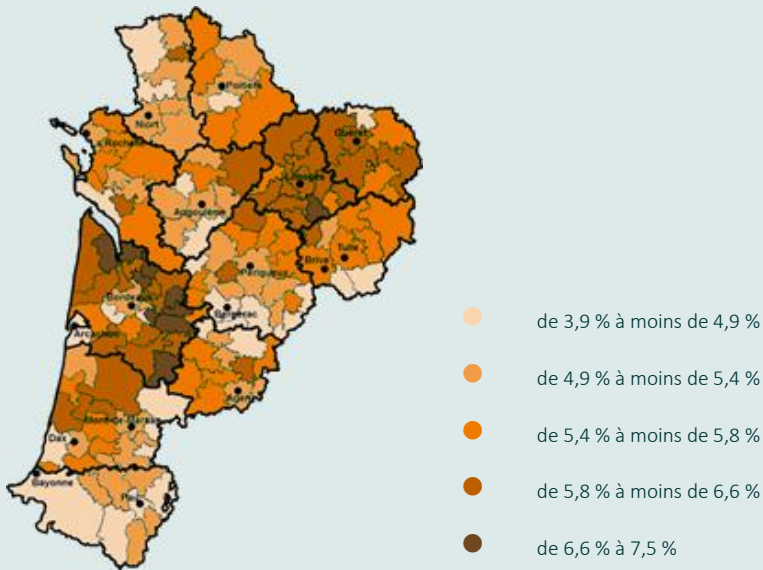 Poitiers
Niort
La Rochelle
Guéret
Limoges
Angoulême
Tulle
Brive
Périgueux
Bordeaux
Bergerac
Arcachon
Agen
Mont-de-Marsan
Dax
Bayonne
Pau
de 3,9 % à moins de 4,9 %
de 4,9 % à moins de 5,4 %
de 5,4 % à moins de 5,8 %
de 5,8 % à moins de 6,6 %
de 6,6 % à 7,5 %